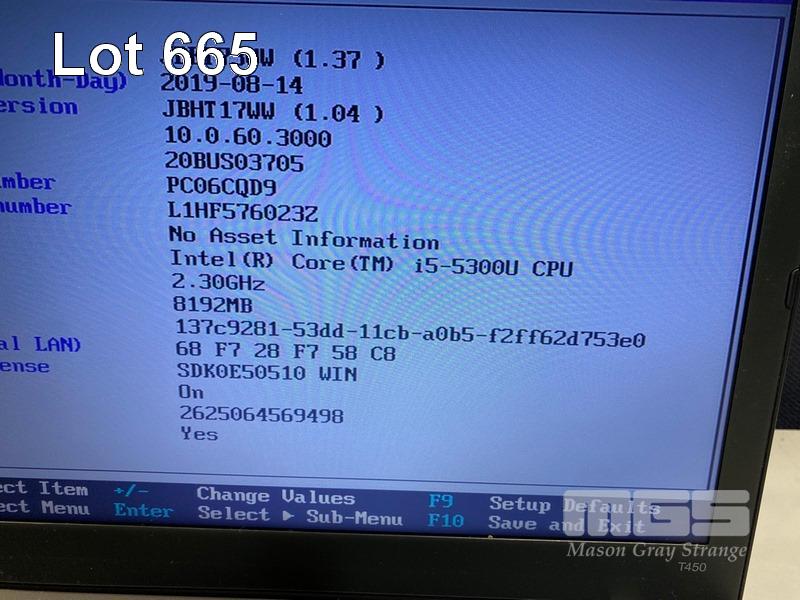 Lot 665
(1.37 )
Month-Day) 2019-08-14
ersion JBHT17WW (1.04 )
10.0.60.3000
20BUS03705
mber PC06CQD9
number L1HF576023Z
No Asset Information
Intel(R) Core(TM) i5-5300U CPU
2.30GHz
8192MB
137c9281-53dd-11cb-a0b5-f2ff62d753e0
al LAN) 68 F7 28 F7 58 C8
ense SDK0E50510 WIN
On
2625064569498
Yes
ect Item +/- Change Values F9 Setup Defaults
ect Menu Enter Select ▶ Sub-Menu F10 Save and Exit
MGS
Mason Gray Strange
T450